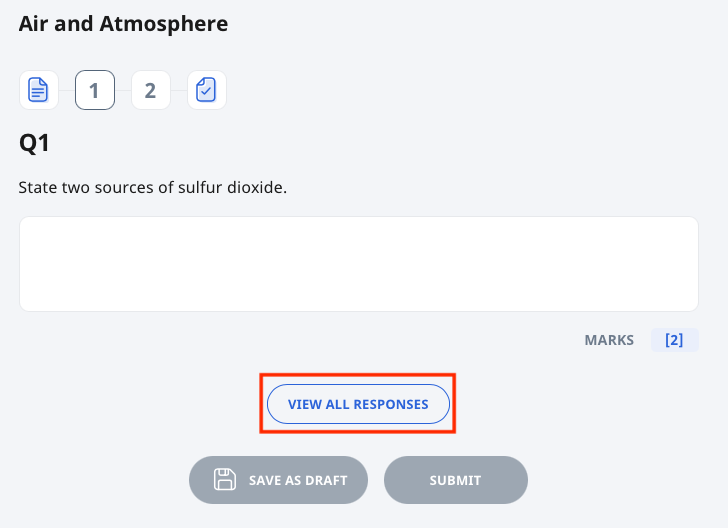 Air and Atmosphere
1 2
Q1
State two sources of sulfur dioxide.
MARKS [2]
VIEW ALL RESPONSES
SAVE AS DRAFT SUBMIT